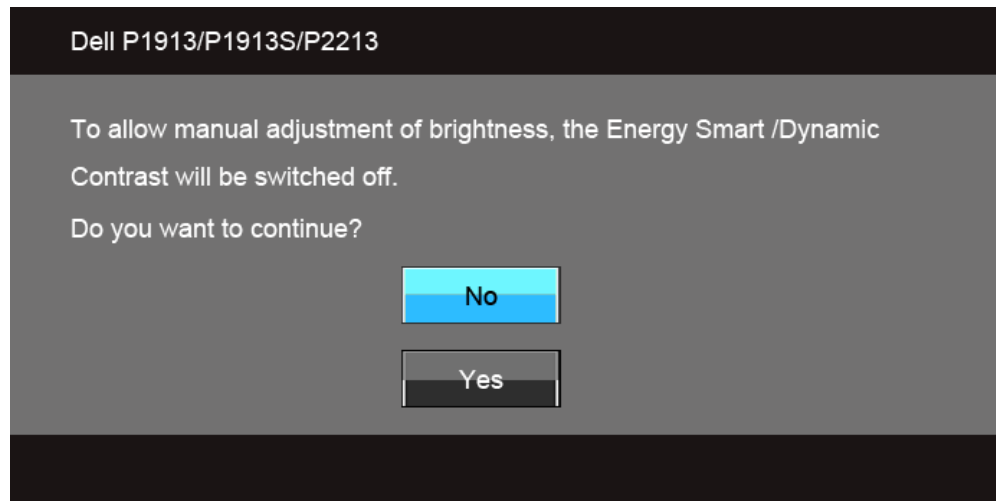 Dell P1913/P1913S/P2213
To allow manual adjustment of brightness, the Energy Smart /Dynamic
Contrast will be switched off.
Do you want to continue?
No
Yes